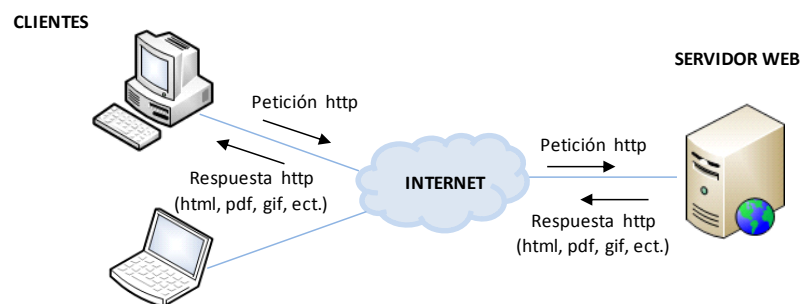 CLIENTES
SERVIDOR WEB
Petición http
Petición http
Respuesta http
(html, pdf, gif, ect.)
INTERNET
Respuesta http
(html, pdf, gif, ect.)